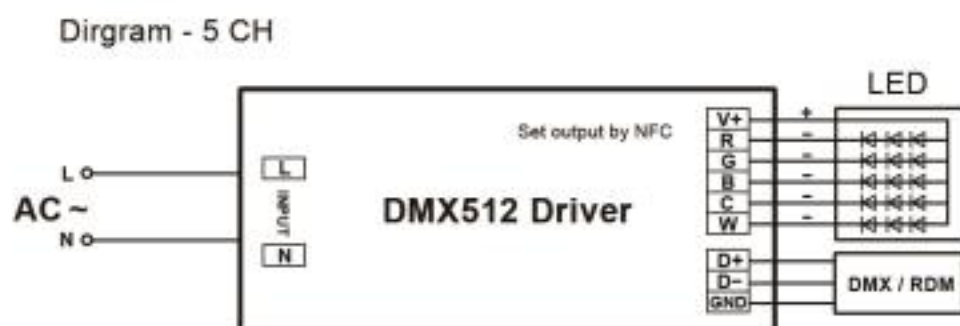 Dirgram - 5 CH
LED
Set output by NFC
V+
R
G
B
C
W
+
-
-
-
-
-
L
L
INPUT
AC ~
DMX512 Driver
N
N
D+
D-
GND
DMX / RDM